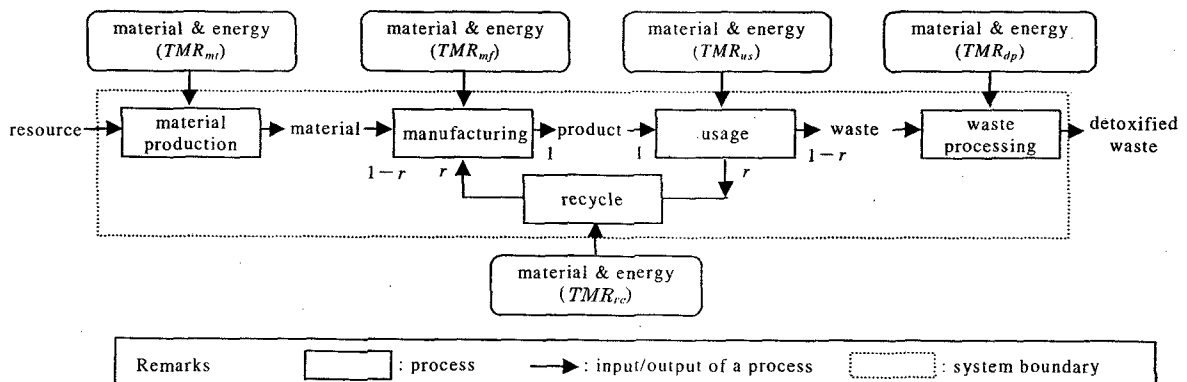 material & energy
(TMR_mt)
material & energy
(TMR_mf)
material & energy
(TMR_us)
material & energy
(TMR_dp)
resource
material
production
material
manufacturing
product
usage
waste
waste
processing
detoxified
waste
1
1
1-r
1-r
r
r
recycle
material & energy
(TMR_rc)
Remarks
: process
: input/output of a process
: system boundary